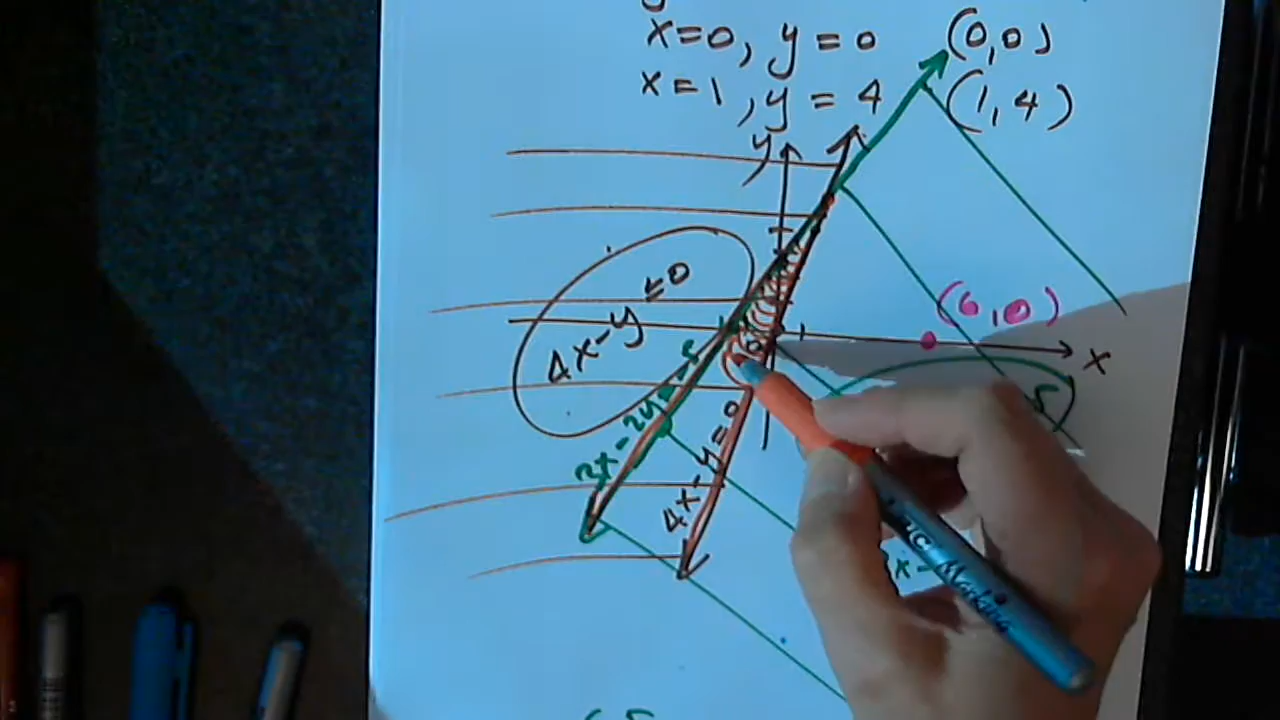 x=0, y=0 (0,0)
x=1, y=4 (1,4)
y
(6,0)
4x-y≤0
x
4x-y=0
x-